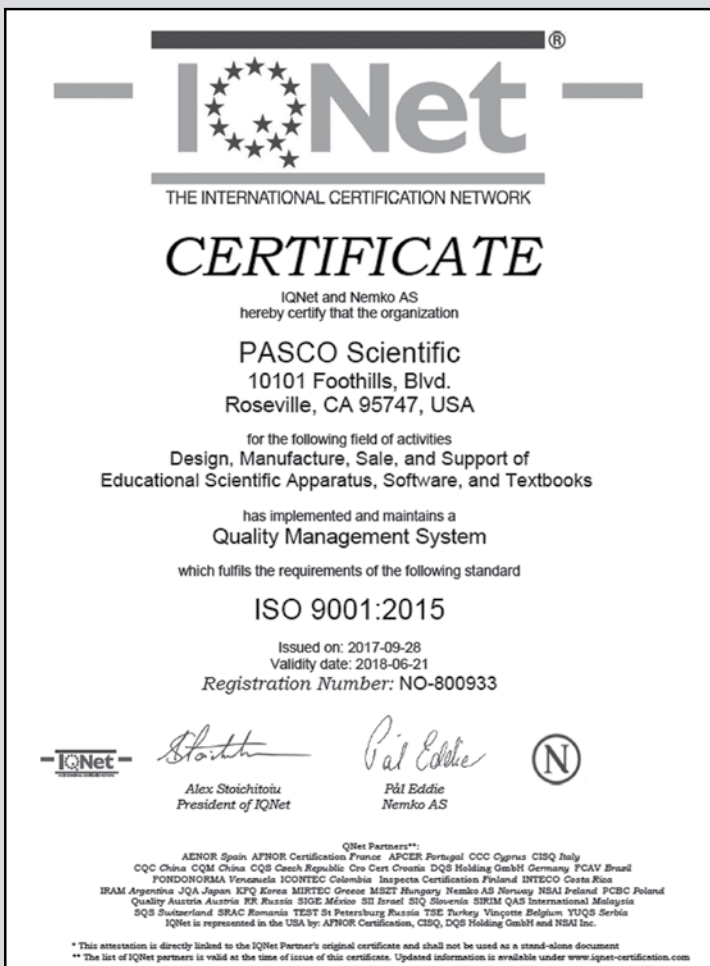 IQNet ®
THE INTERNATIONAL CERTIFICATION NETWORK
CERTIFICATE
IQNet and Nemko AS
hereby certify that the organization
PASCO Scientific
10101 Foothills, Blvd.
Roseville, CA 95747, USA
for the following field of activities
Design, Manufacture, Sale, and Support of
Educational Scientific Apparatus, Software, and Textbooks
has implemented and maintains a
Quality Management System
which fulfils the requirements of the following standard
ISO 9001:2015
Issued on: 2017-09-28
Validity date: 2018-06-21
Registration Number: NO-800933
IQNet
Pål Eddie
N
Alex Stoichitoiu
President of IQNet
Pål Eddie
Nemko AS
QNet Partners**:
AENOR Spain AFNOR Certification France APCER Portugal CCC Cyprus CISQ Italy
CQC China CQM China CQS Czech Republic Cro Cert Croatia DQS Holding GmbH Germany FCAV Brazil
FONDONORMA Venezuela ICONTEC Colombia Inspecta Certification Finland INTECO Costa Rica
IRAM Argentina JQA Japan KFQ Korea MIRTEC Greece MSZT Hungary Nemko AS Norway NSAI Ireland PCBC Poland
Quality Austria Austria RR Russia SIGE México SII Israel SIQ Slovenia SIRIM QAS International Malaysia
SQS Switzerland SRAC Romania TEST St Petersburg Russia TSE Turkey Vinçotte Belgium YUQS Serbia
IQNet is represented in the USA by: AFNOR Certification, CISQ, DQS Holding GmbH and NSAI Inc.
* This attestation is directly linked to the IQNet Partner's original certificate and shall not be used as a stand-alone document
** The list of IQNet partners is valid at the time of issue of this certificate. Updated information is available under www.iqnet-certification.com